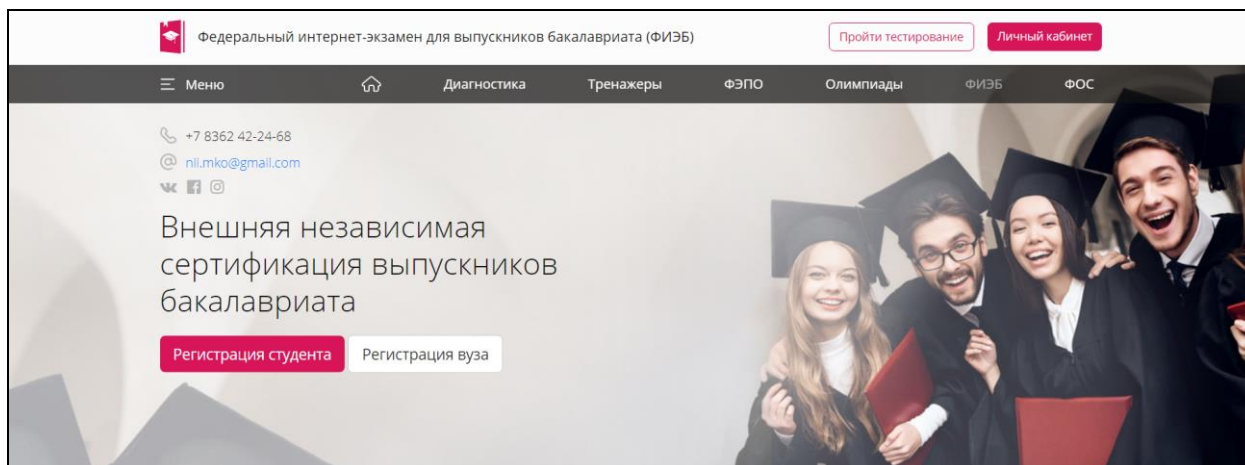 Федеральный интернет-экзамен для выпускников бакалавриата (ФИЭБ)
Пройти тестирование
Личный кабинет
Меню
Диагностика
Тренажеры
ФЭПО
Олимпиады
ФИЭБ
ФОС
+7 8362 42-24-68
nii.mko@gmail.com
Внешняя независимая
сертификация выпускников
бакалавриата
Регистрация студента
Регистрация вуза